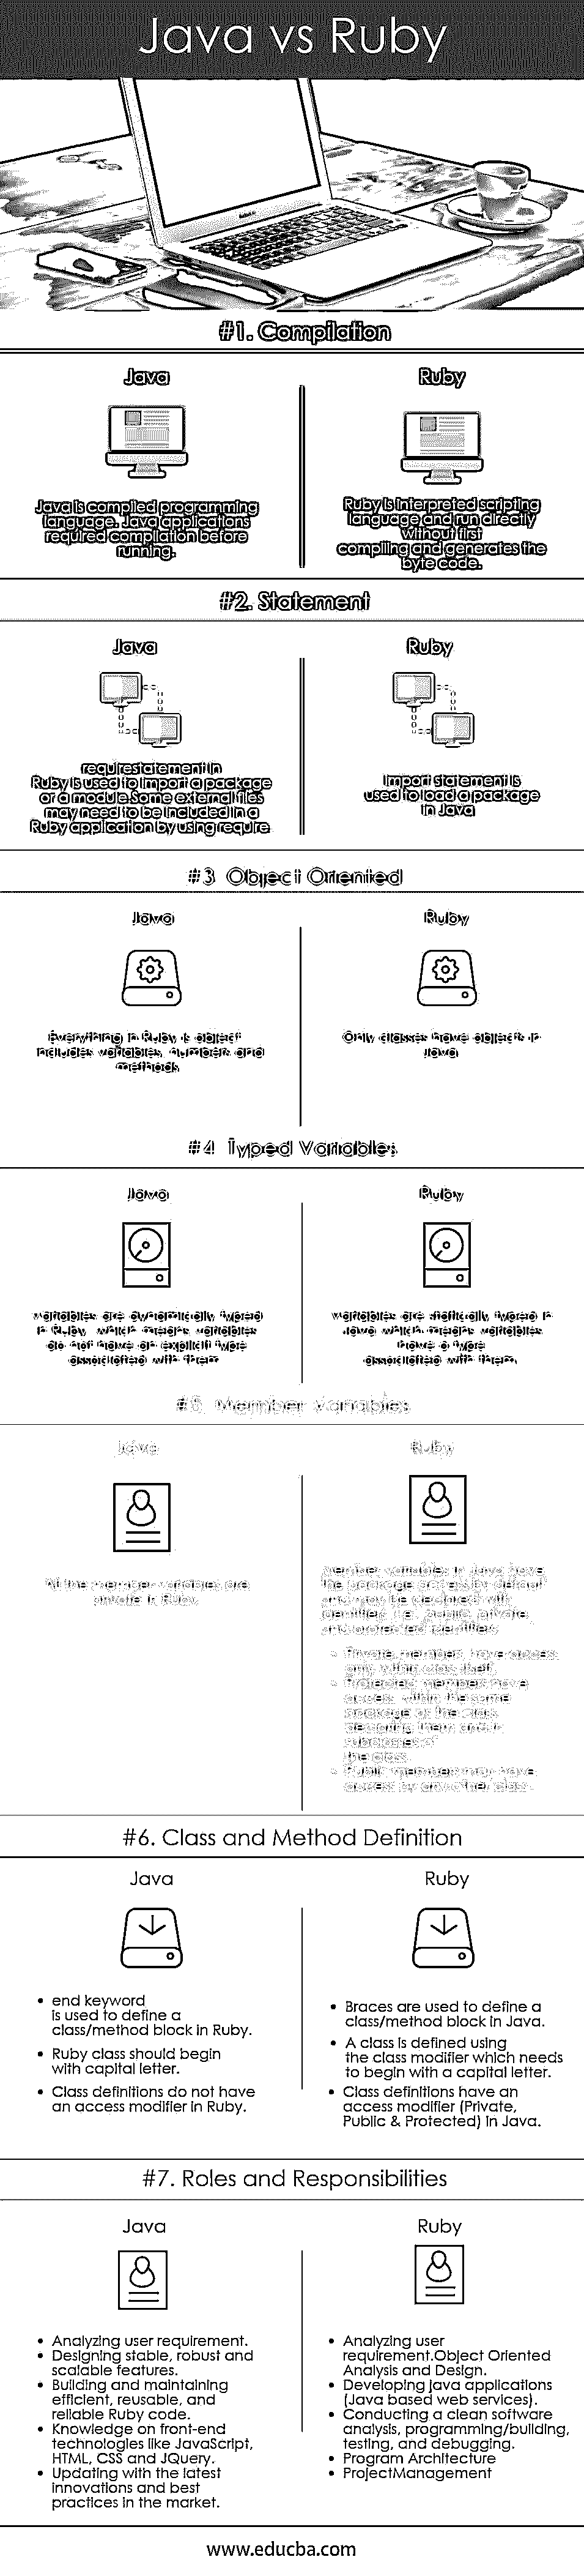 Java vs Ruby
#1. Compilation
Java
Java is compiled programming
language. Java applications
required compilation before
running.
Ruby
Ruby is interpreted scripting
language and run directly
without first
compiling and generates the
byte code.
#2. Statement
Java
requirestatement in
Ruby is used to import a package
or a module.Some external files
may need to be included in a
Ruby application by using require.
Ruby
Import statement is
used to load a package
in Java
#3 Object Oriented
Java
Everything in Ruby is object
includes variables, numbers and
methods.
Ruby
Only classes have objects in
Java
#4 Typed Variables
Java
variables are dynamically typed
in Ruby, which means, variables
do not have an explicit type
associated with them
Ruby
variables are statically typed in
Java which means variables
have a type
associated with them.
#5 Member Variables
Java
All the member variables are
private in Ruby.
Ruby
Member variables in Java have
the package access by default
and may be declared with
identifiers i.e., public, private,
and protected identifiers
• Private members have access
only within class itself.
• Protected members have
access within the same
package as the class
subclasses of
the class.
• Public members may have
access by any other class.
#6. Class and Method Definition
Java
• end keyword
is used to define a
class/method block in Ruby.
• Ruby class should begin
with capital letter.
• Class definitions do not have
an access modifier in Ruby.
Ruby
• Braces are used to define a
class/method block in Java.
• A class is defined using
the class modifier which needs
to begin with a capital letter.
• Class definitions have an
access modifier (Private,
Public & Protected) in Java.
#7. Roles and Responsibilities
Java
• Analyzing user requirement.
• Designing stable, robust and
scalable features.
• Building and maintaining
efficient, reusable, and
reliable Ruby code.
• Knowledge on front-end
technologies like JavaScript,
HTML, CSS and JQuery.
• Updating with the latest
innovations and best
practices in the market.
Ruby
• Analyzing user
requirement.Object Oriented
Analysis and Design.
• Developing java applications
(Java based web services).
• Conducting a clean software
analysis, programming/building,
testing, and debugging.
• Program Architecture
• ProjectManagement
www.educba.com